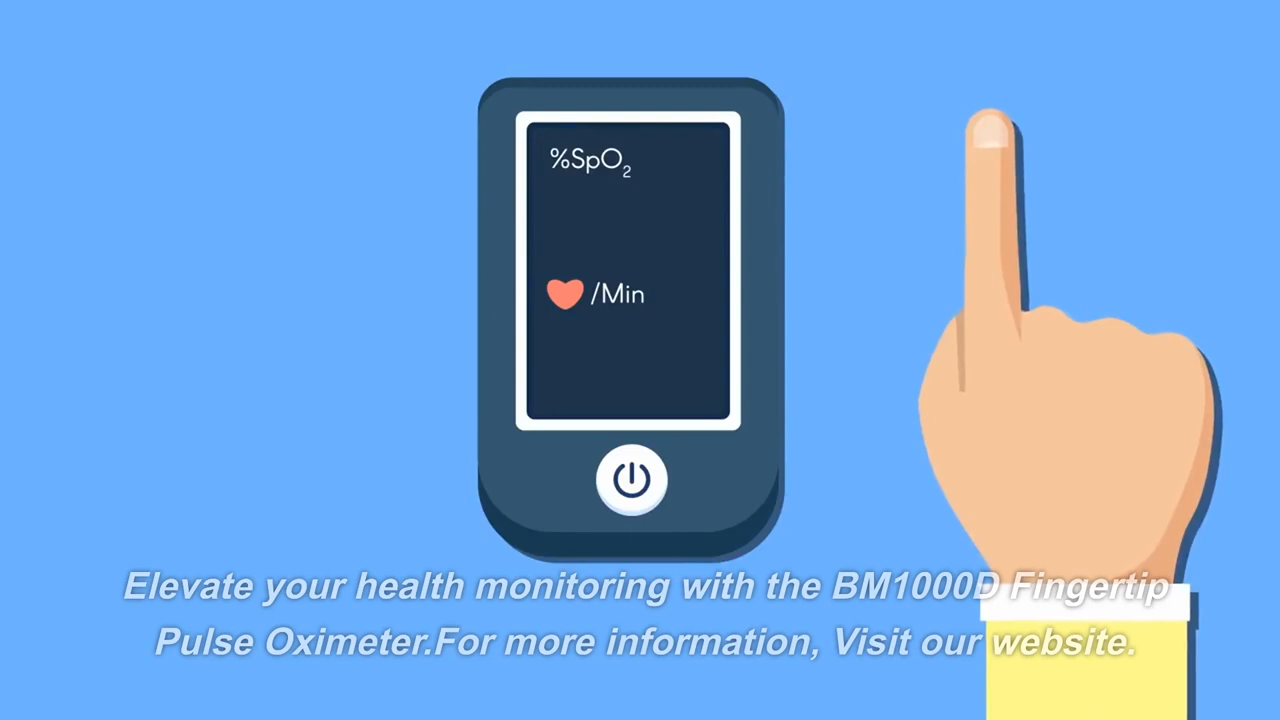 %SpO₂
/Min
Elevate your health monitoring with the BM1000D Fingertip
Pulse Oximeter.For more information, Visit our website.